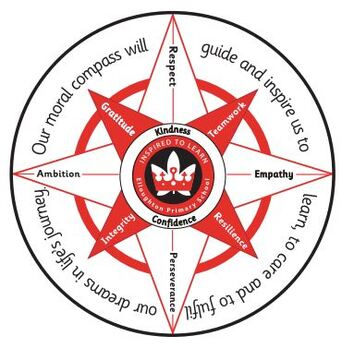 Our moral compass will
guide and inspire us to
learn, to care and to fulfil
our dreams in life's journey
Respect
Teamwork
Empathy
Resilience
Perseverance
Integrity
Ambition
Gratitude
Kindness
INSPIRED TO LEARN
Elloughton Primary School
Confidence